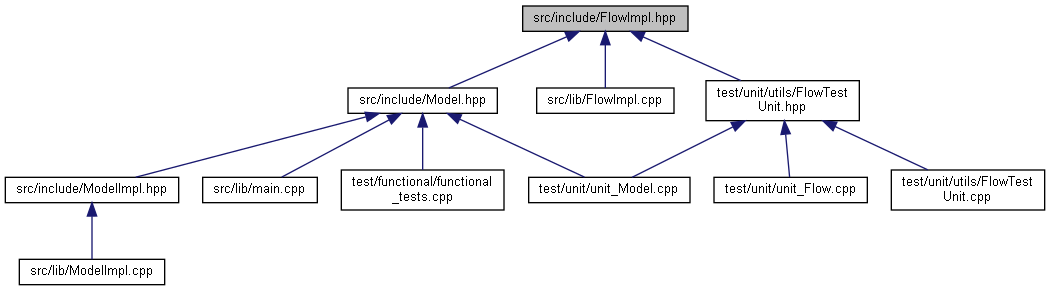 src/include/FlowImpl.hpp
src/include/Model.hpp
src/lib/FlowImpl.cpp
test/unit/utils/FlowTest
Unit.hpp
src/include/ModelImpl.hpp
src/lib/main.cpp
test/functional/functional
_tests.cpp
test/unit/unit_Model.cpp
test/unit/unit_Flow.cpp
test/unit/utils/FlowTest
Unit.cpp
src/lib/ModelImpl.cpp